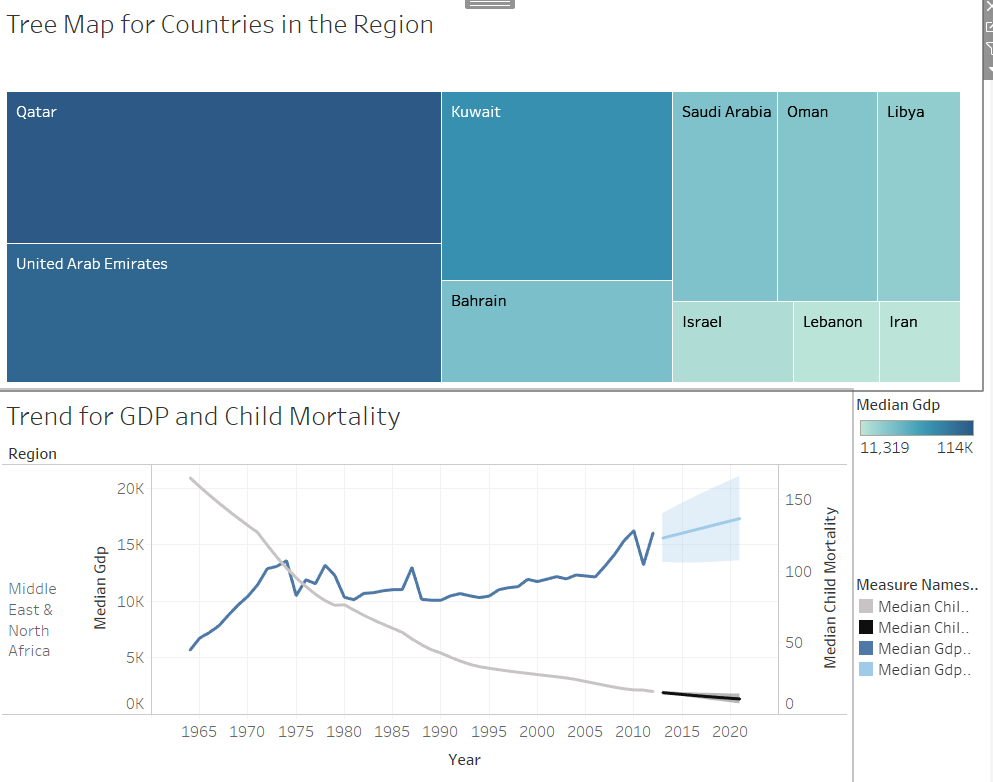 Tree Map for Countries in the Region
Qatar
Kuwait
Saudi Arabia
Oman
Libya
United Arab Emirates
Bahrain
Israel
Lebanon
Iran
Trend for GDP and Child Mortality
Region
Middle
East &
North
Africa
Median Gdp
20K
15K
10K
5K
0K
150
100
50
0
Median Child Mortality
1965
1970
1975
1980
1985
1990
1995
2000
2005
2010
2015
2020
Year
Median Gdp
11,319
114K
Measure Names..
Median Chil..
Median Chil..
Median Gdp..
Median Gdp..